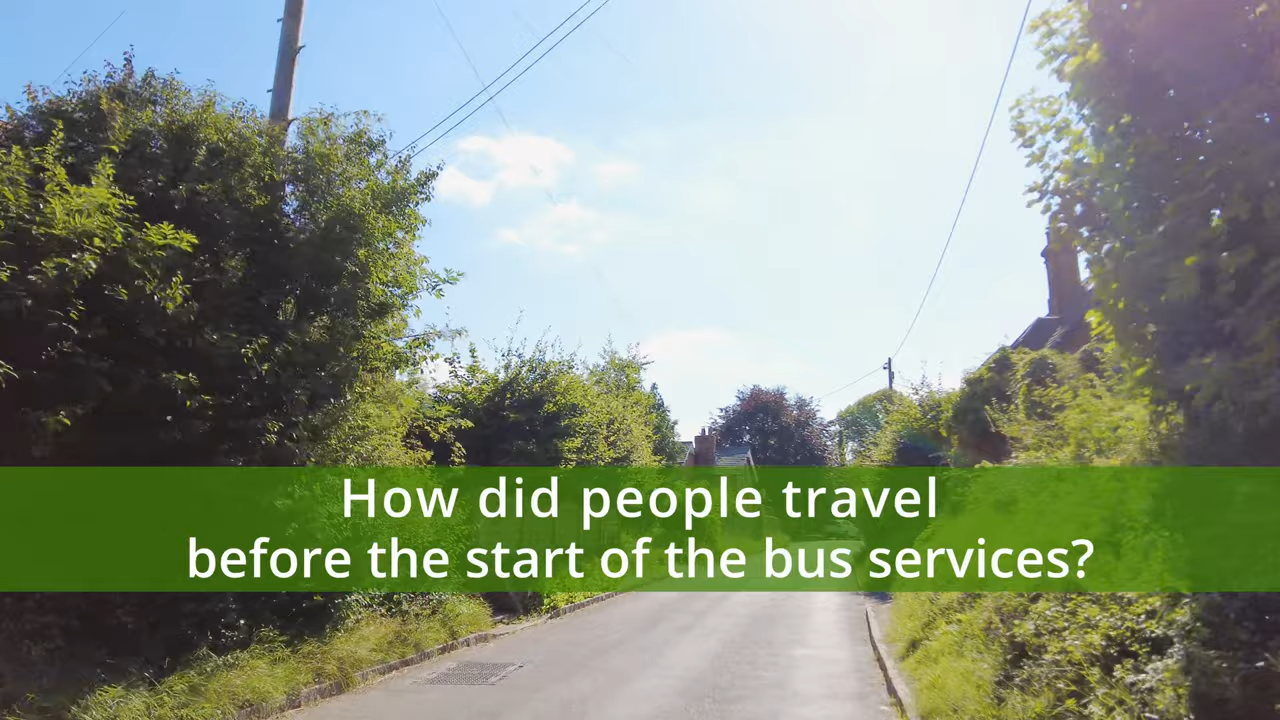 How did people travel
before the start of the bus services?